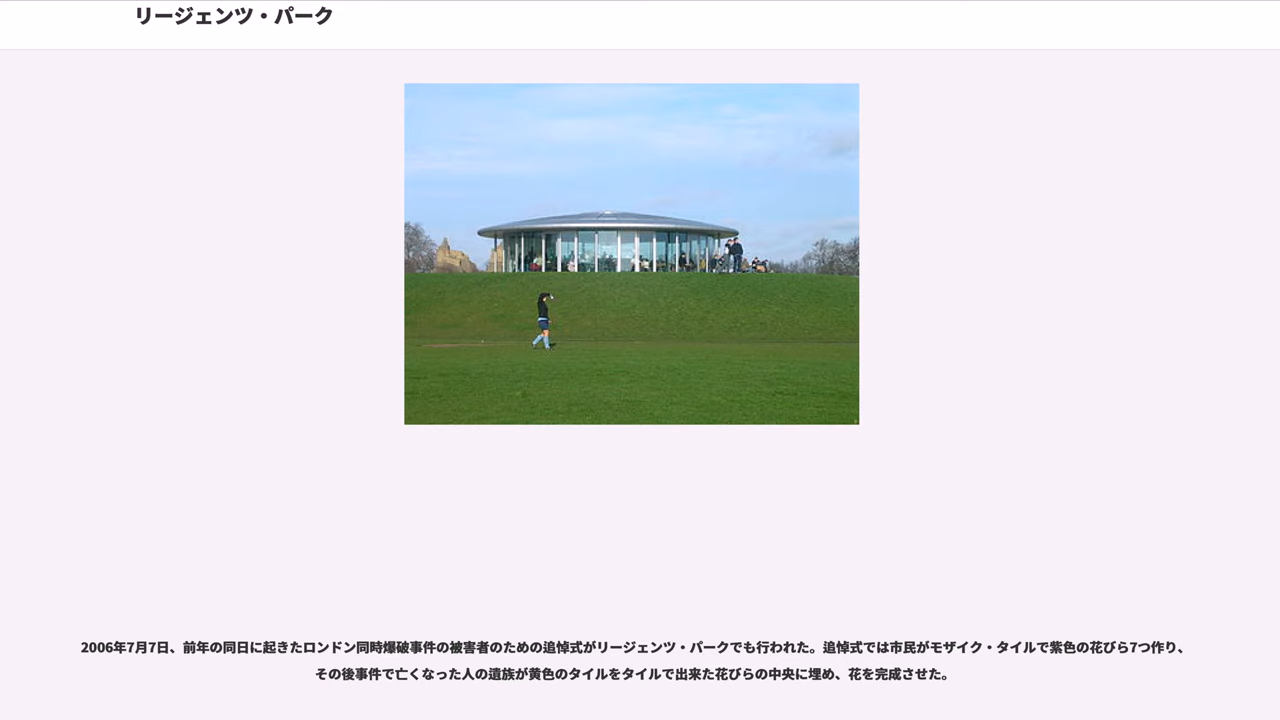 リージェンツ・パーク
2006年7月7日、前年の同日に起きたロンドン同時爆破事件の被害者のための追悼式がリージェンツ・パークでも行われた。追悼式では市民がモザイク・タイルで紫色の花びら7つ作り、
その後事件で亡くなった人の遺族が黄色のタイルをタイルで出来た花びらの中央に埋め、花を完成させた。